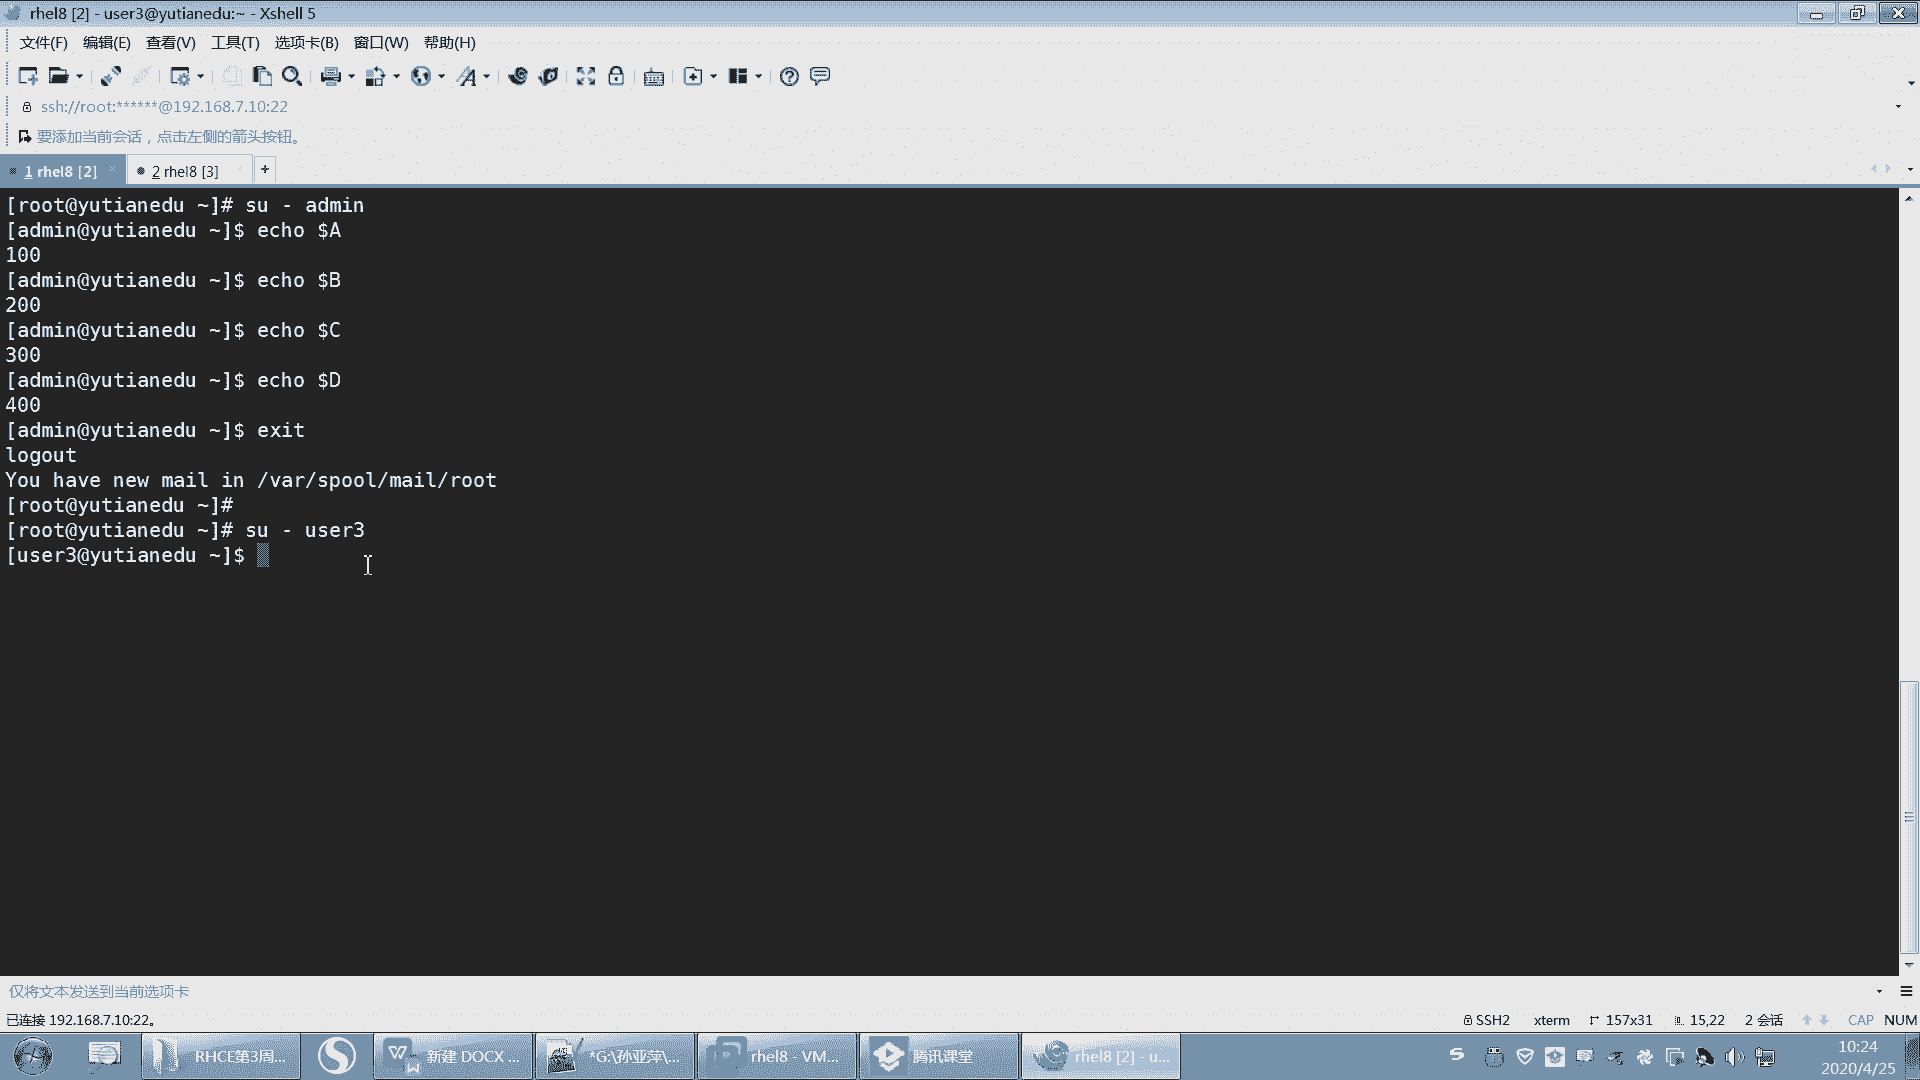 rhel8 [2] - user3@yutianedu:~ - Xshell 5
文件(F) 编辑(E) 查看(V) 工具(T) 选项卡(B) 窗口(W) 帮助(H)
ssh://root:******@192.168.7.10:22
要添加当前会话，点击左侧的箭头按钮。
1 rhel8 [2] 2 rhel8 [3] +
[root@yutianedu ~]# su - admin
[admin@yutianedu ~]$ echo $A
100
[admin@yutianedu ~]$ echo $B
200
[admin@yutianedu ~]$ echo $C
300
[admin@yutianedu ~]$ echo $D
400
[admin@yutianedu ~]$ exit
logout
You have new mail in /var/spool/mail/root
[root@yutianedu ~]#
[root@yutianedu ~]# su - user3
[user3@yutianedu ~]$
仅将文本发送到当前选项卡
已连接 192.168.7.10:22。 SSH2 xterm 157x31 15,22 2 会话 CAP NUM
RHCE第3周... 新建 DOCX ... *G:\孙亚萍\... rhel8 - VM... 腾讯课堂 rhel8 [2] - u... 10:24
2020/4/25